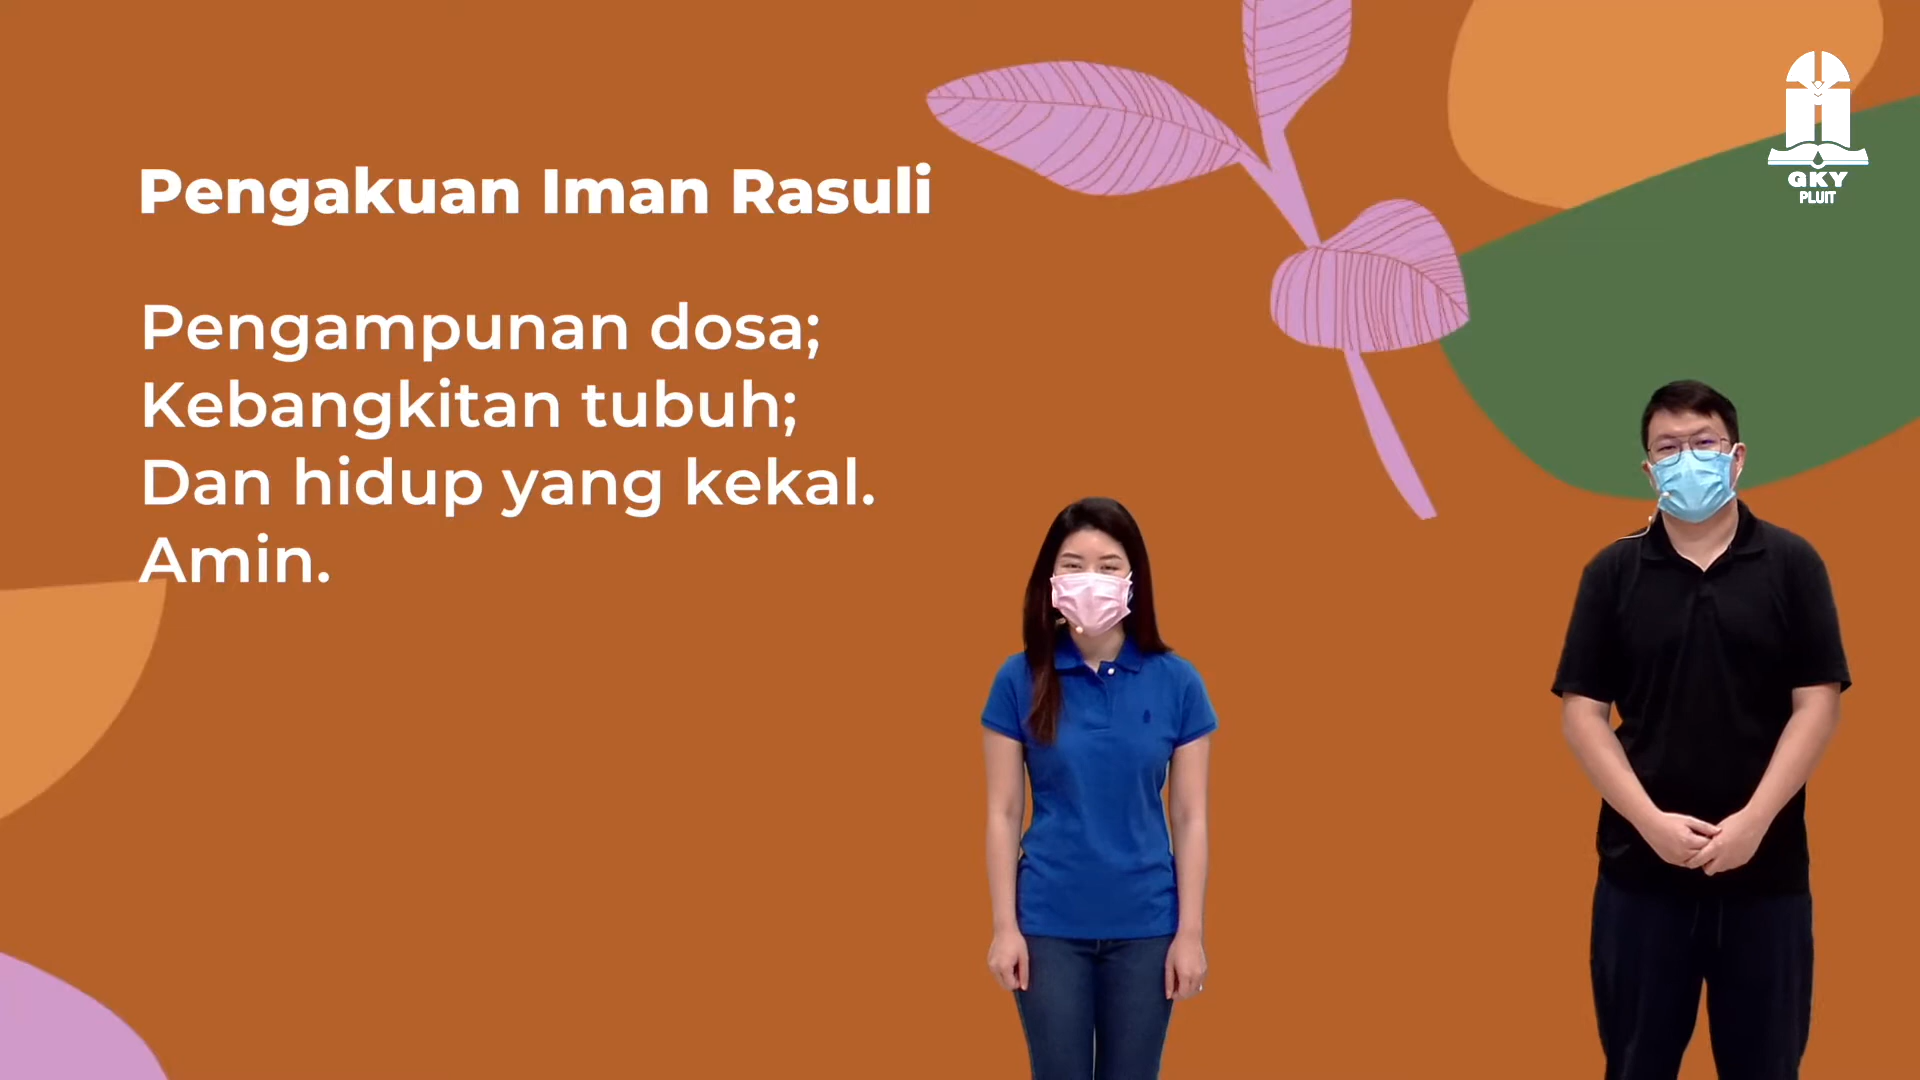 Pengakuan Iman Rasuli
Pengampunan dosa;
Kebangkitan tubuh;
Dan hidup yang kekal.
Amin.
GKY
PLUIT